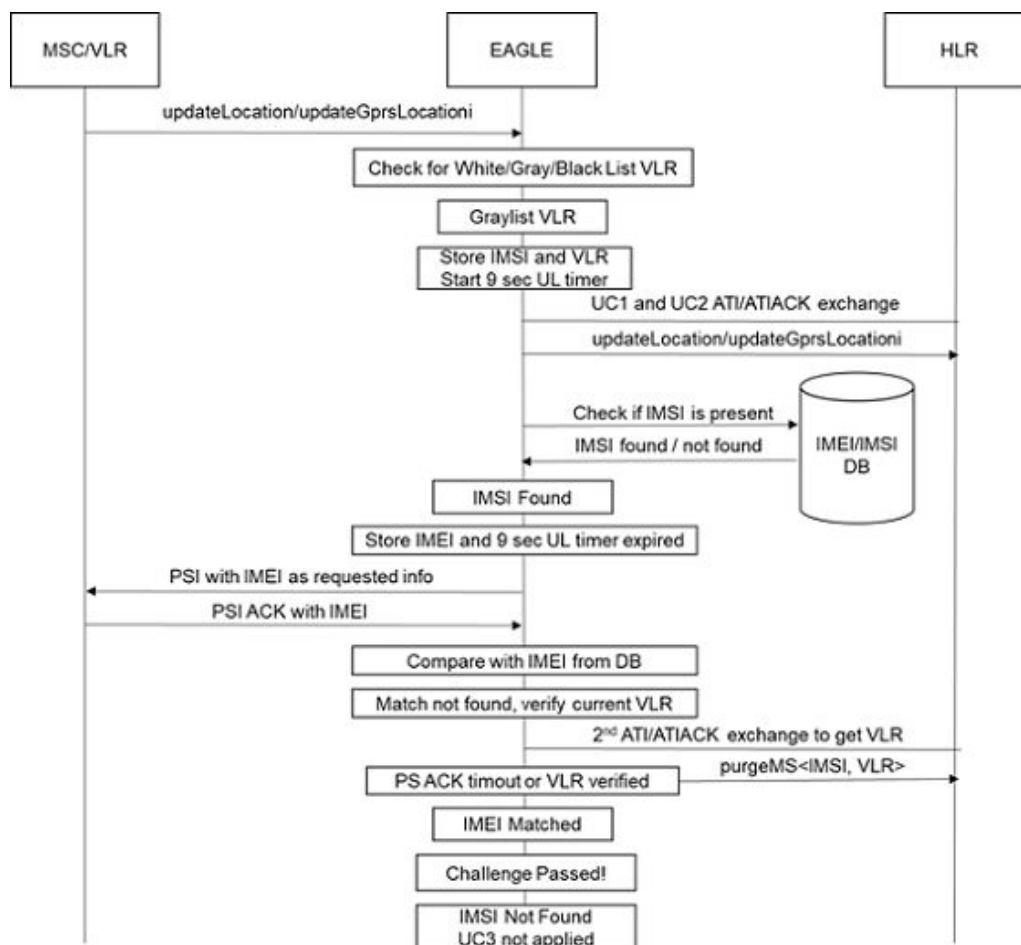 MSC/VLR
EAGLE
HLR
updateLocation/updateGprsLocationi
Check for White/Gray/Black List VLR
Graylist VLR
Store IMSI and VLR
Start 9 sec UL timer
UC1 and UC2 ATI/ATIACK exchange
updateLocation/updateGprsLocationi
Check if IMSI is present
IMSI found / not found
IMEI/IMSI
DB
IMSI Found
Store IMEI and 9 sec UL timer expired
PSI with IMEI as requested info
PSI ACK with IMEI
Compare with IMEI from DB
Match not found, verify current VLR
2nd ATI/ATIACK exchange to get VLR
PS ACK timout or VLR verified
purgeMS<IMSI, VLR>
IMEI Matched
Challenge Passed!
IMSI Not Found
UC3 not applied